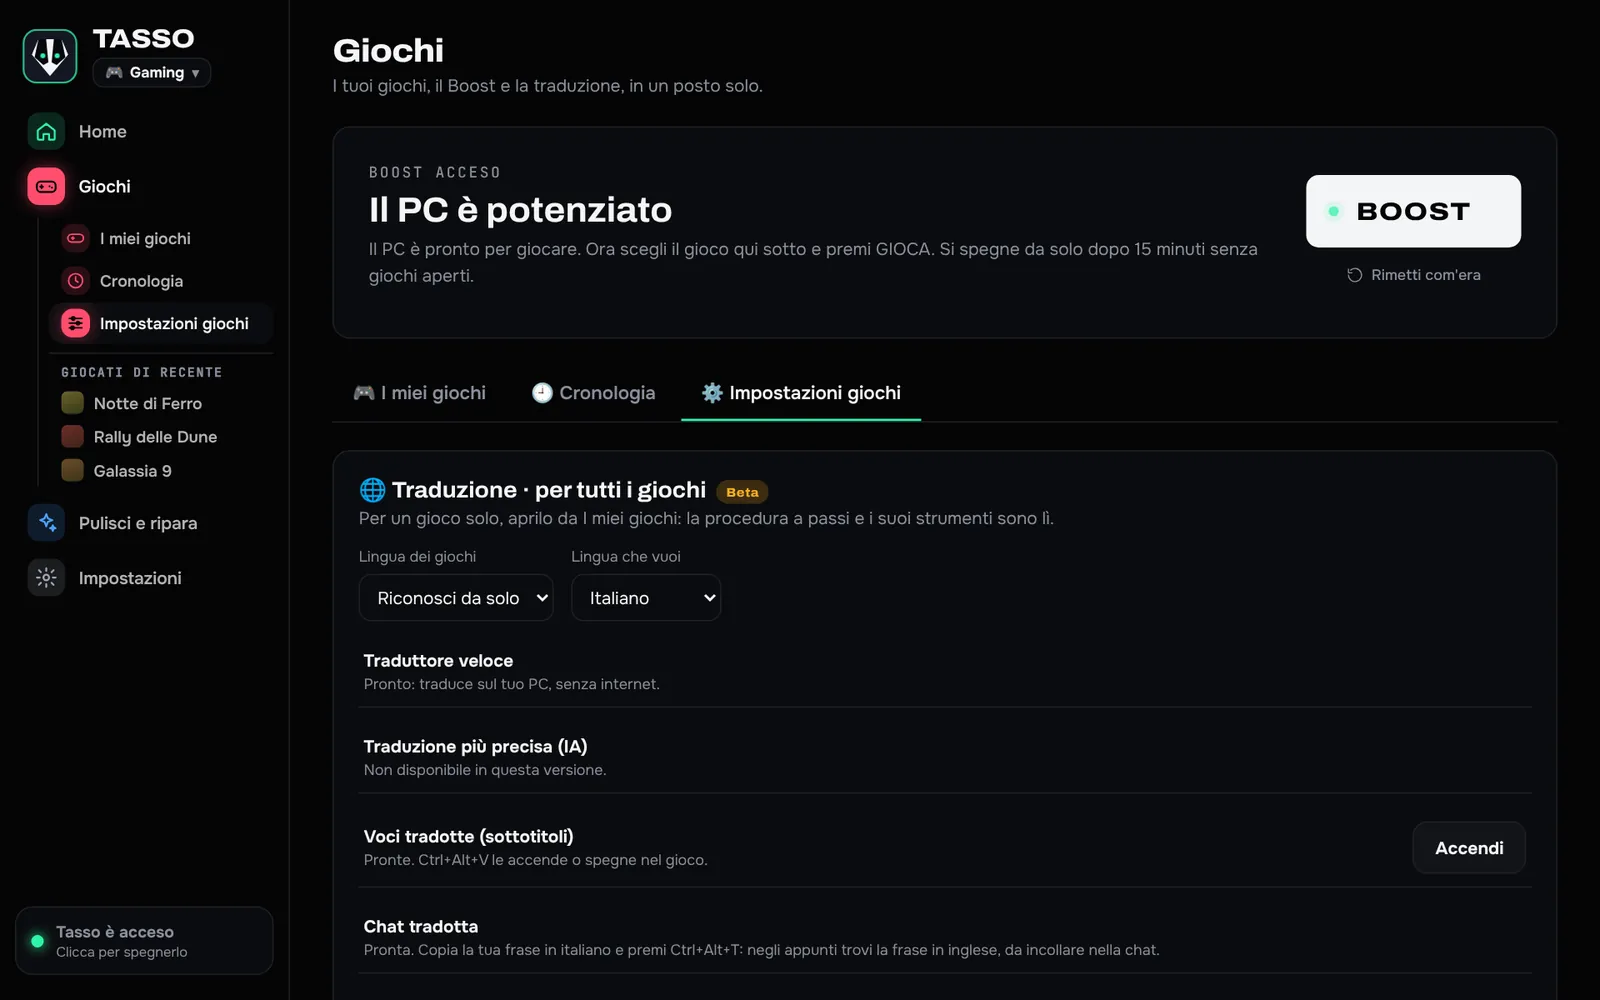 TASSO
🎮 Gaming ▾
Home
Giochi
I miei giochi
Cronologia
Impostazioni giochi
GIOCATI DI RECENTE
Notte di Ferro
Rally delle Dune
Galassia 9
Pulisci e ripara
Impostazioni
Tasso è acceso
Clicca per spegnerlo
Giochi
I tuoi giochi, il Boost e la traduzione, in un posto solo.
BOOST ACCESO
Il PC è potenziato
Il PC è pronto per giocare. Ora scegli il gioco qui sotto e premi GIOCA. Si spegne da solo dopo 15 minuti senza
giochi aperti.
BOOST
Rimetti com'era
🎮 I miei giochi
🕘 Cronologia
⚙️ Impostazioni giochi
🌐 Traduzione · per tutti i giochi Beta
Per un gioco solo, aprilo da I miei giochi: la procedura a passi e i suoi strumenti sono lì.
Lingua dei giochi
Lingua che vuoi
Riconosci da solo
Italiano
Traduttore veloce
Pronto: traduce sul tuo PC, senza internet.
Traduzione più precisa (IA)
Non disponibile in questa versione.
Voci tradotte (sottotitoli)
Pronte. Ctrl+Alt+V le accende o spegne nel gioco.
Accendi
Chat tradotta
Pronta. Copia la tua frase in italiano e premi Ctrl+Alt+T: negli appunti trovi la frase in inglese, da incollare nella chat.